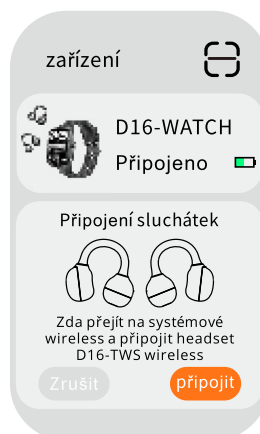 zařízení
D16-WATCH
Připojeno
Připojení sluchátek
Zda přejít na systémové
wireless a připojit headset
D16-TWS wireless
Zrušit
připojit